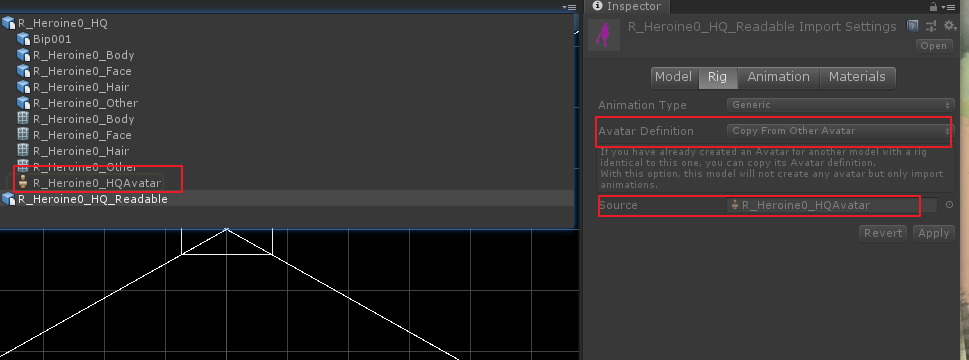 R_Heroine0_HQ
Bip001
R_Heroine0_Body
R_Heroine0_Face
R_Heroine0_Hair
R_Heroine0_Other
R_Heroine0_Body
R_Heroine0_Face
R_Heroine0_Hair
R_Heroine0_Other
R_Heroine0_HQAvatar
R_Heroine0_HQ_Readable
Inspector
R_Heroine0_HQ_Readable Import Settings
Open
Model Rig Animation Materials
Animation Type Generic
Avatar Definition Copy From Other Avatar
If you have already created an Avatar for another model with a rig
identical to this one, you can copy its Avatar definition.
With this option, this model will not create any avatar but only import
animations.
Source R_Heroine0_HQAvatar
Revert Apply